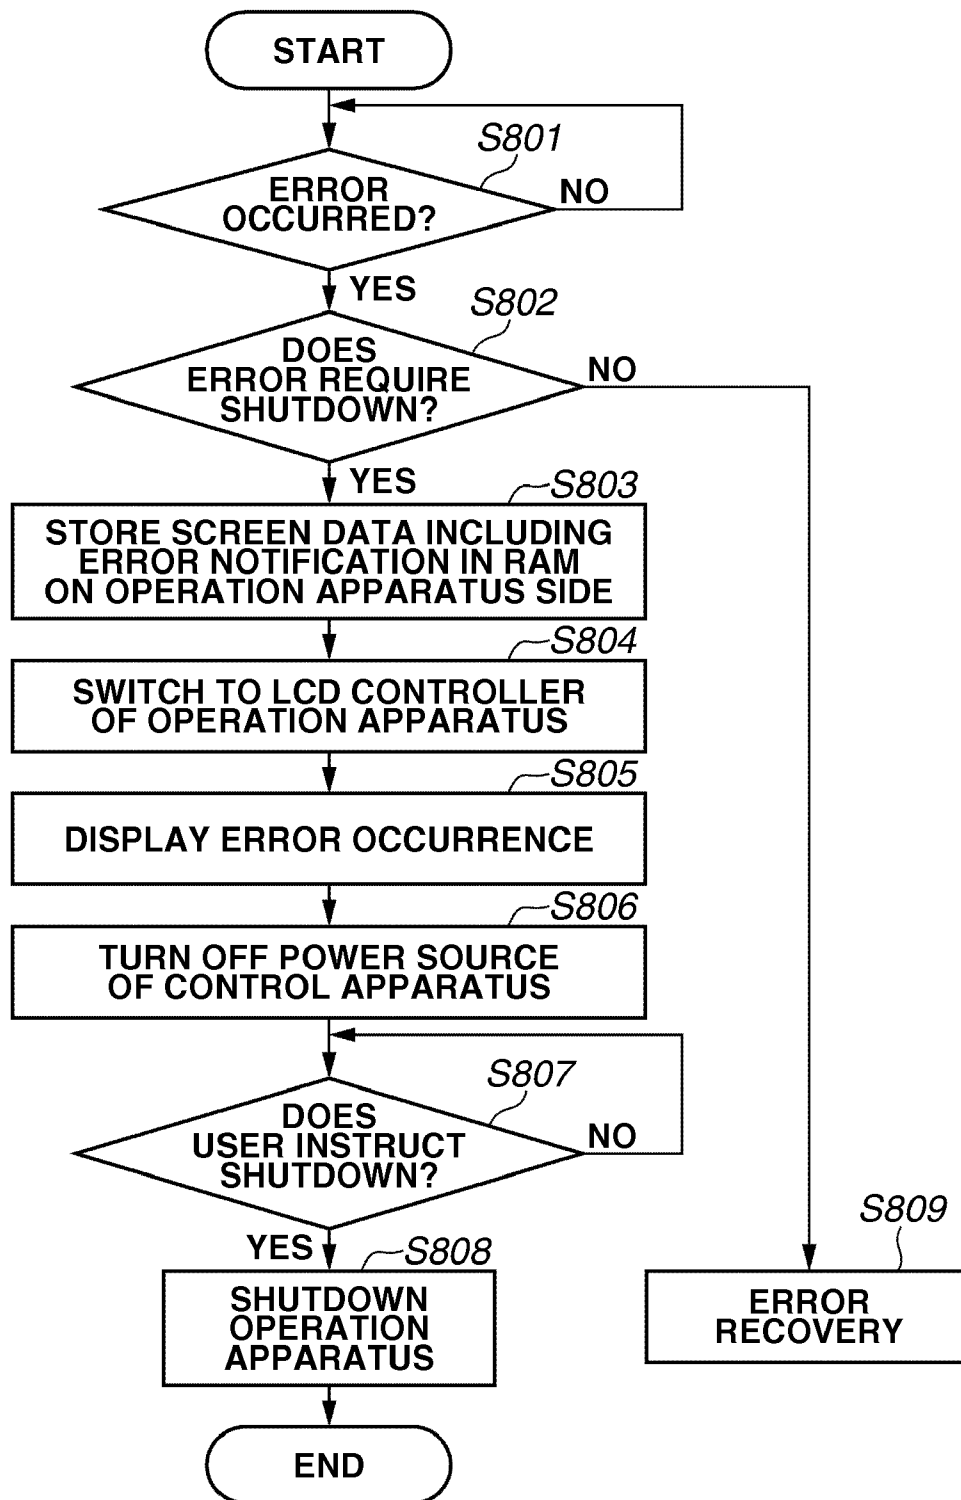 START
S801
ERROR
OCCURRED?
NO
YES
S802
DOES
ERROR REQUIRE
SHUTDOWN?
NO
YES
S803
STORE SCREEN DATA INCLUDING
ERROR NOTIFICATION IN RAM
ON OPERATION APPARATUS SIDE
S804
SWITCH TO LCD CONTROLLER
OF OPERATION APPARATUS
S805
DISPLAY ERROR OCCURRENCE
S806
TURN OFF POWER SOURCE
OF CONTROL APPARATUS
S807
DOES
USER INSTRUCT
SHUTDOWN?
NO
YES
S808
SHUTDOWN
OPERATION
APPARATUS
S809
ERROR
RECOVERY
END